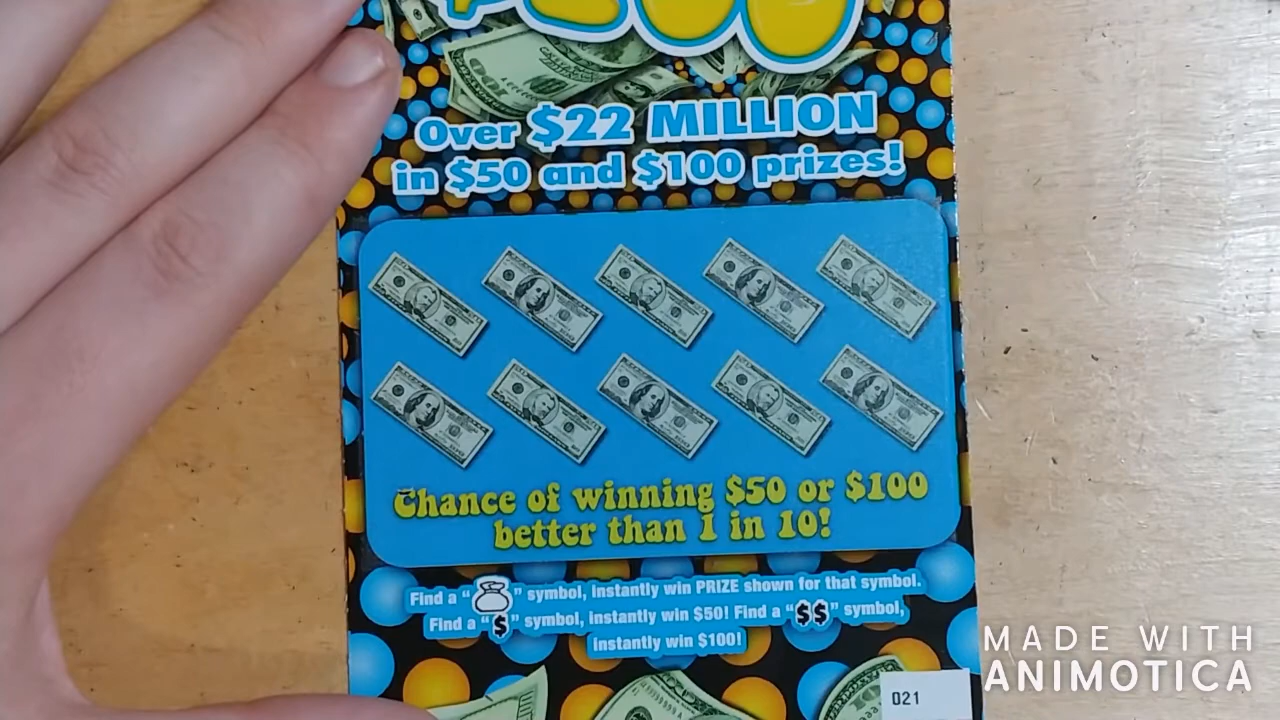 Over $22 MILLION
in $50 and $100 prizes!
Chance of winning $50 or $100
better than 1 in 10!
Find a " " symbol, instantly win PRIZE shown for that symbol.
Find a "$" symbol, instantly win $50! Find a "$$" symbol,
instantly win $100!
021
MADE WITH
ANIMOTICA